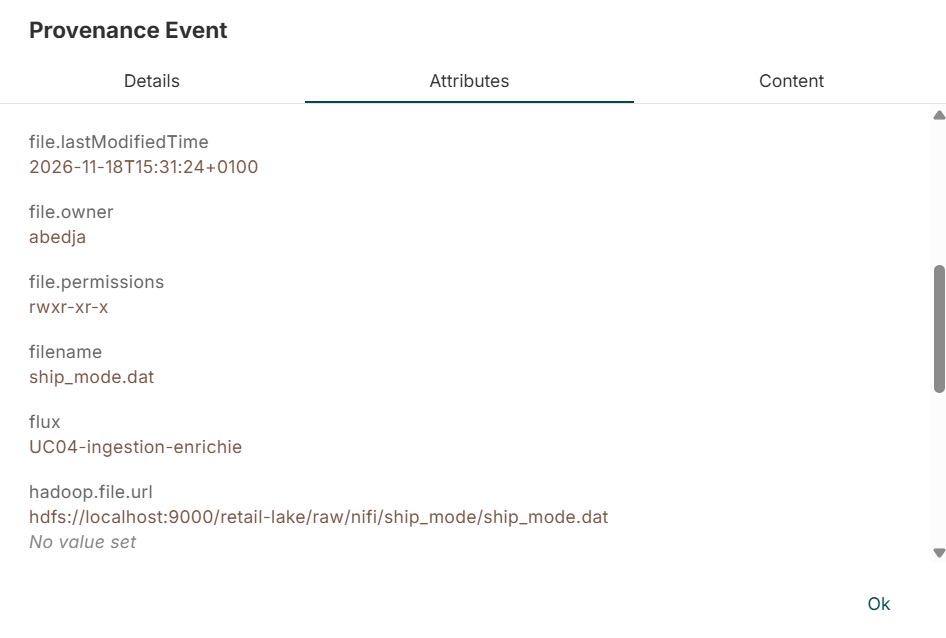 Provenance Event
Details
Attributes
Content
file.lastModifiedTime
2026-11-18T15:31:24+0100
file.owner
abedja
file.permissions
rwxr-xr-x
filename
ship_mode.dat
flux
UC04-ingestion-enrichie
hadoop.file.url
hdfs://localhost:9000/retail-lake/raw/nifi/ship_mode/ship_mode.dat
No value set
Ok